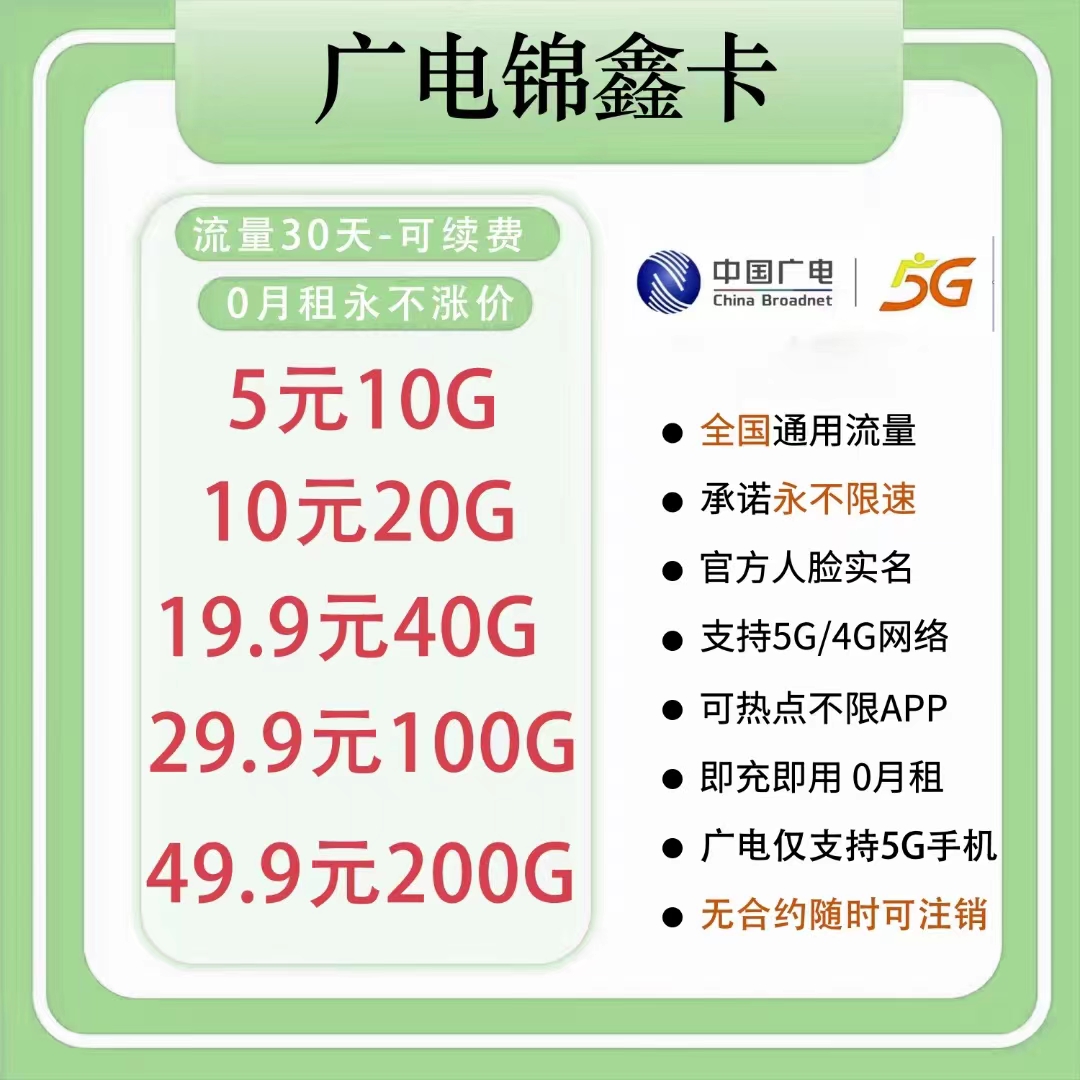 广电锦鑫卡
流量30天-可续费
0月租永不涨价
5元10G
10元20G
19.9元40G
29.9元100G
49.9元200G
中国广电
China Broadnet
5G
全国通用流量
承诺永不限速
官方人脸实名
支持5G/4G网络
可热点不限APP
即充即用 0月租
广电仅支持5G手机
无合约随时可注销